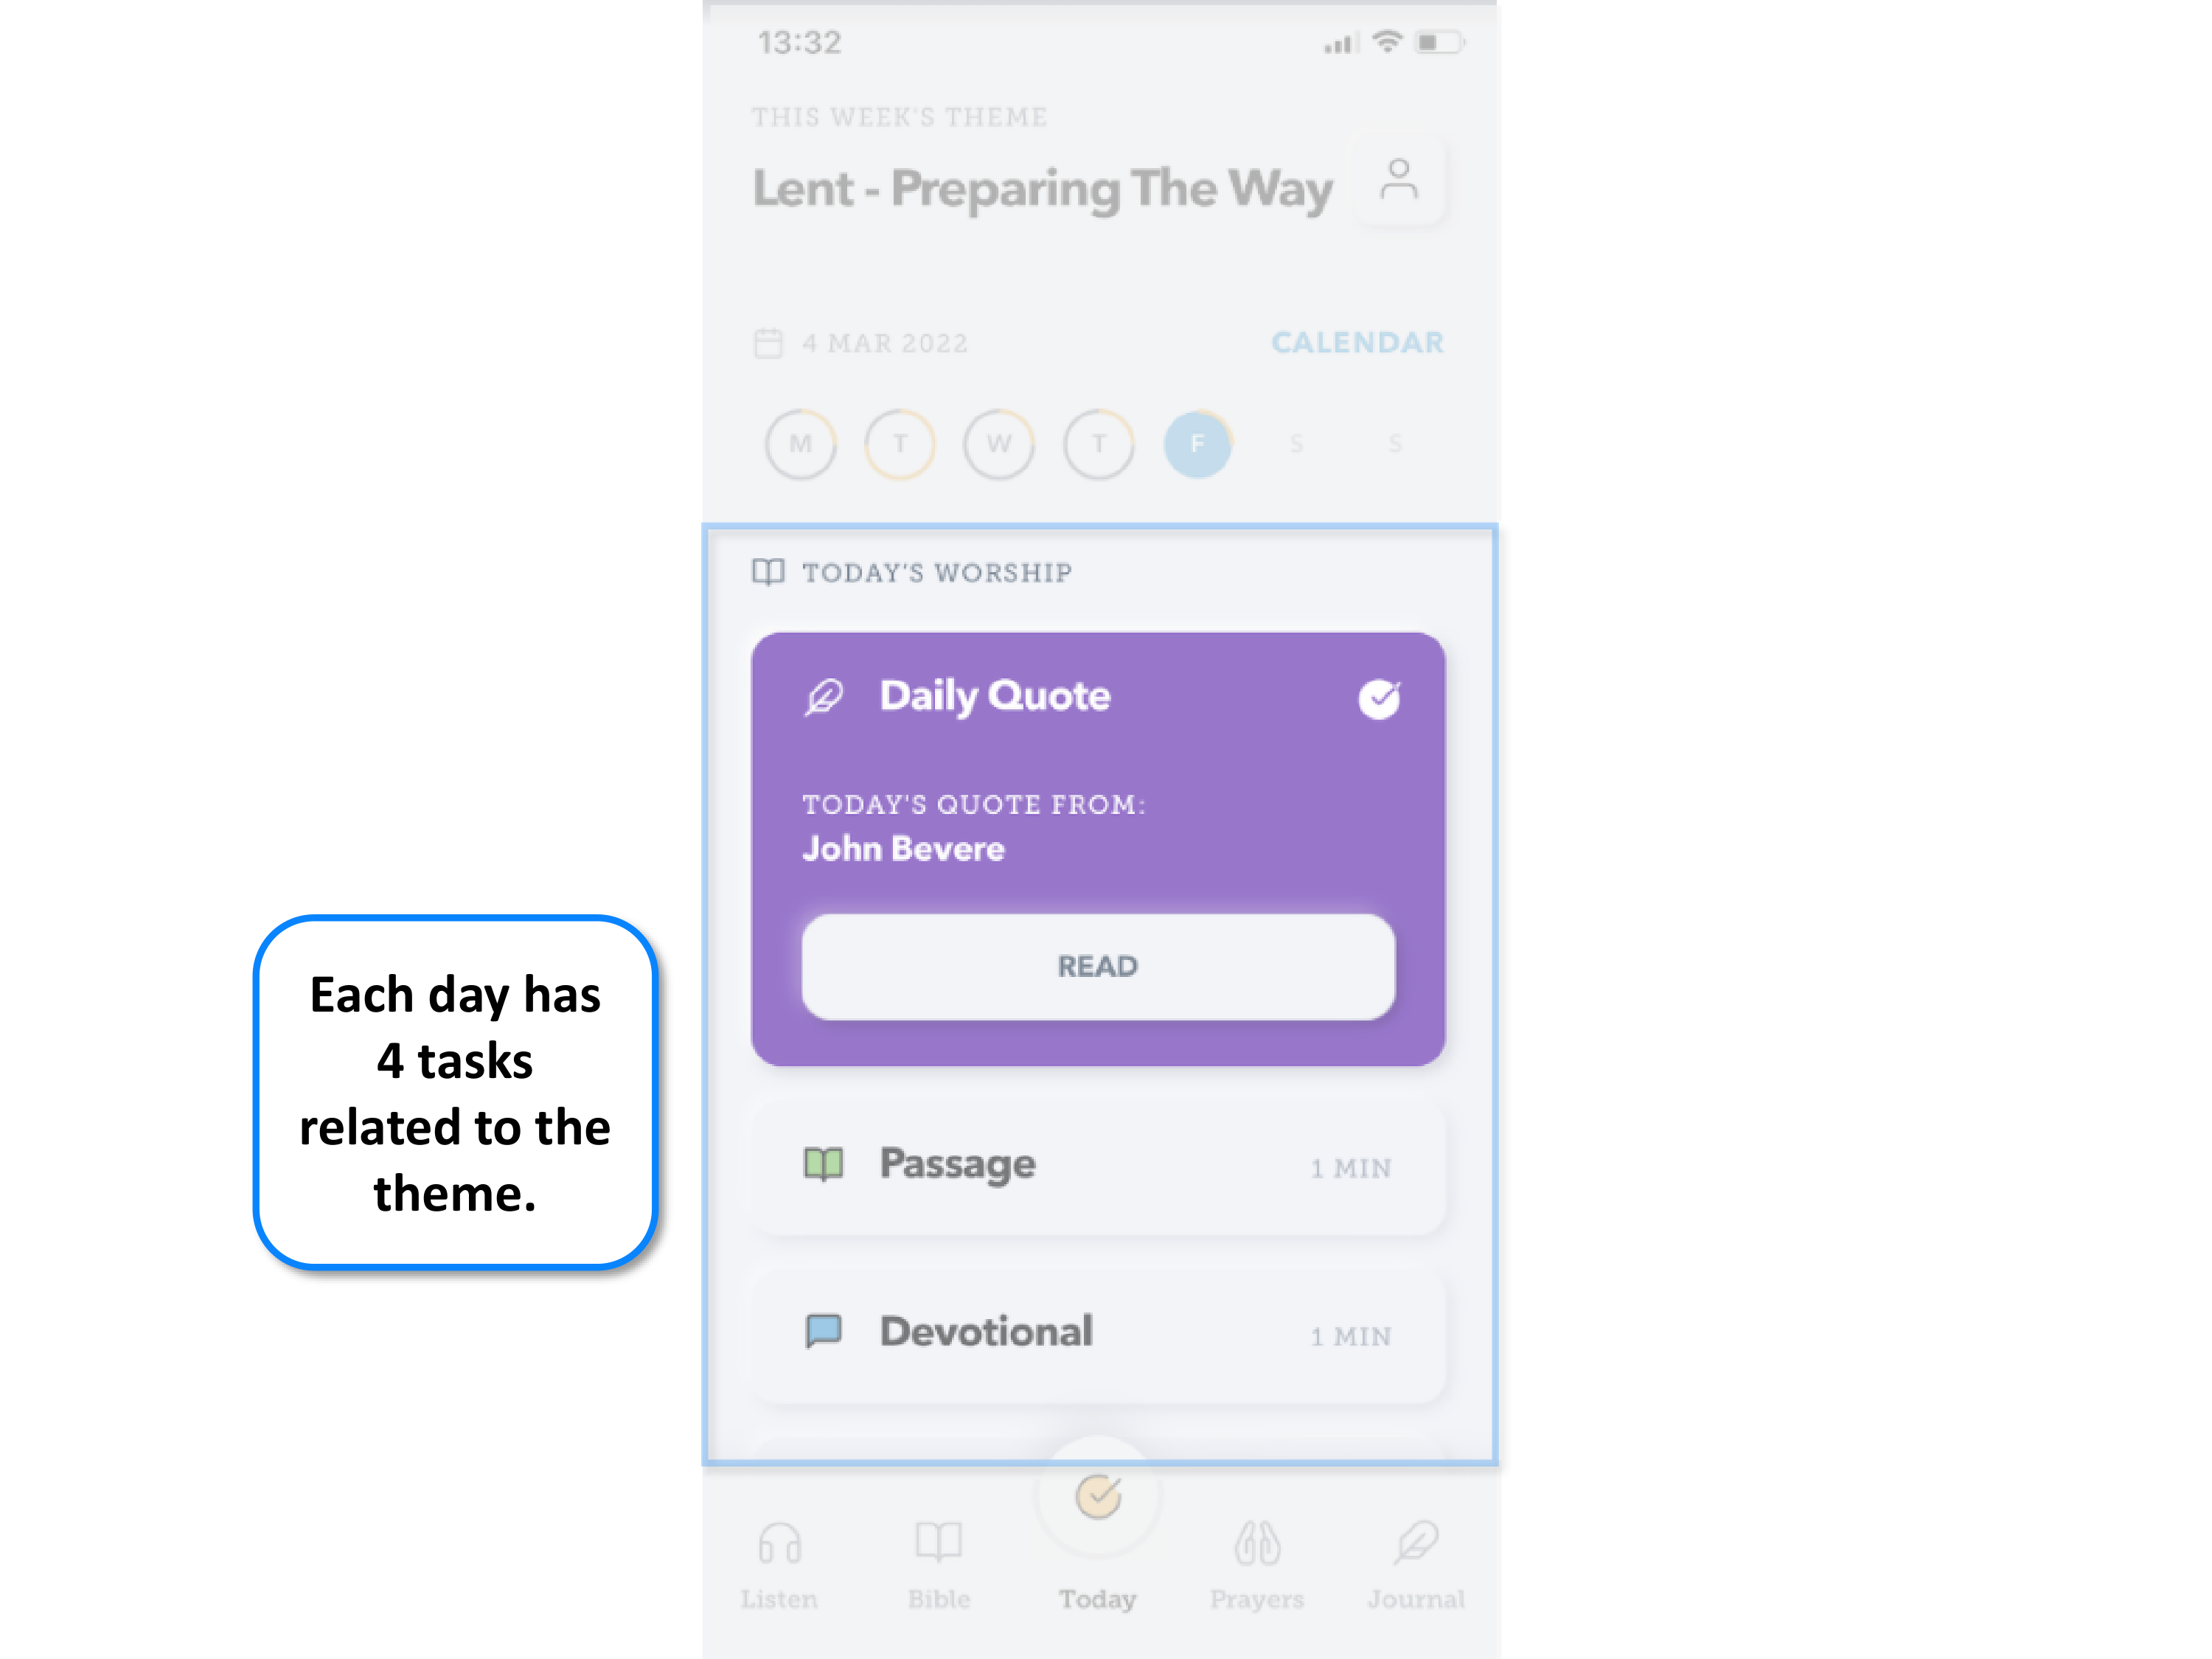 13:32
THIS WEEK'S THEME
Lent - Preparing The Way
4 MAR 2022
CALENDAR
M T W T F S S
TODAY'S WORSHIP
Daily Quote
TODAY'S QUOTE FROM:
John Bevere
READ
Each day has
4 tasks
related to the
theme.
Passage
1 MIN
Devotional
1 MIN
Listen
Bible
Today
Prayers
Journal